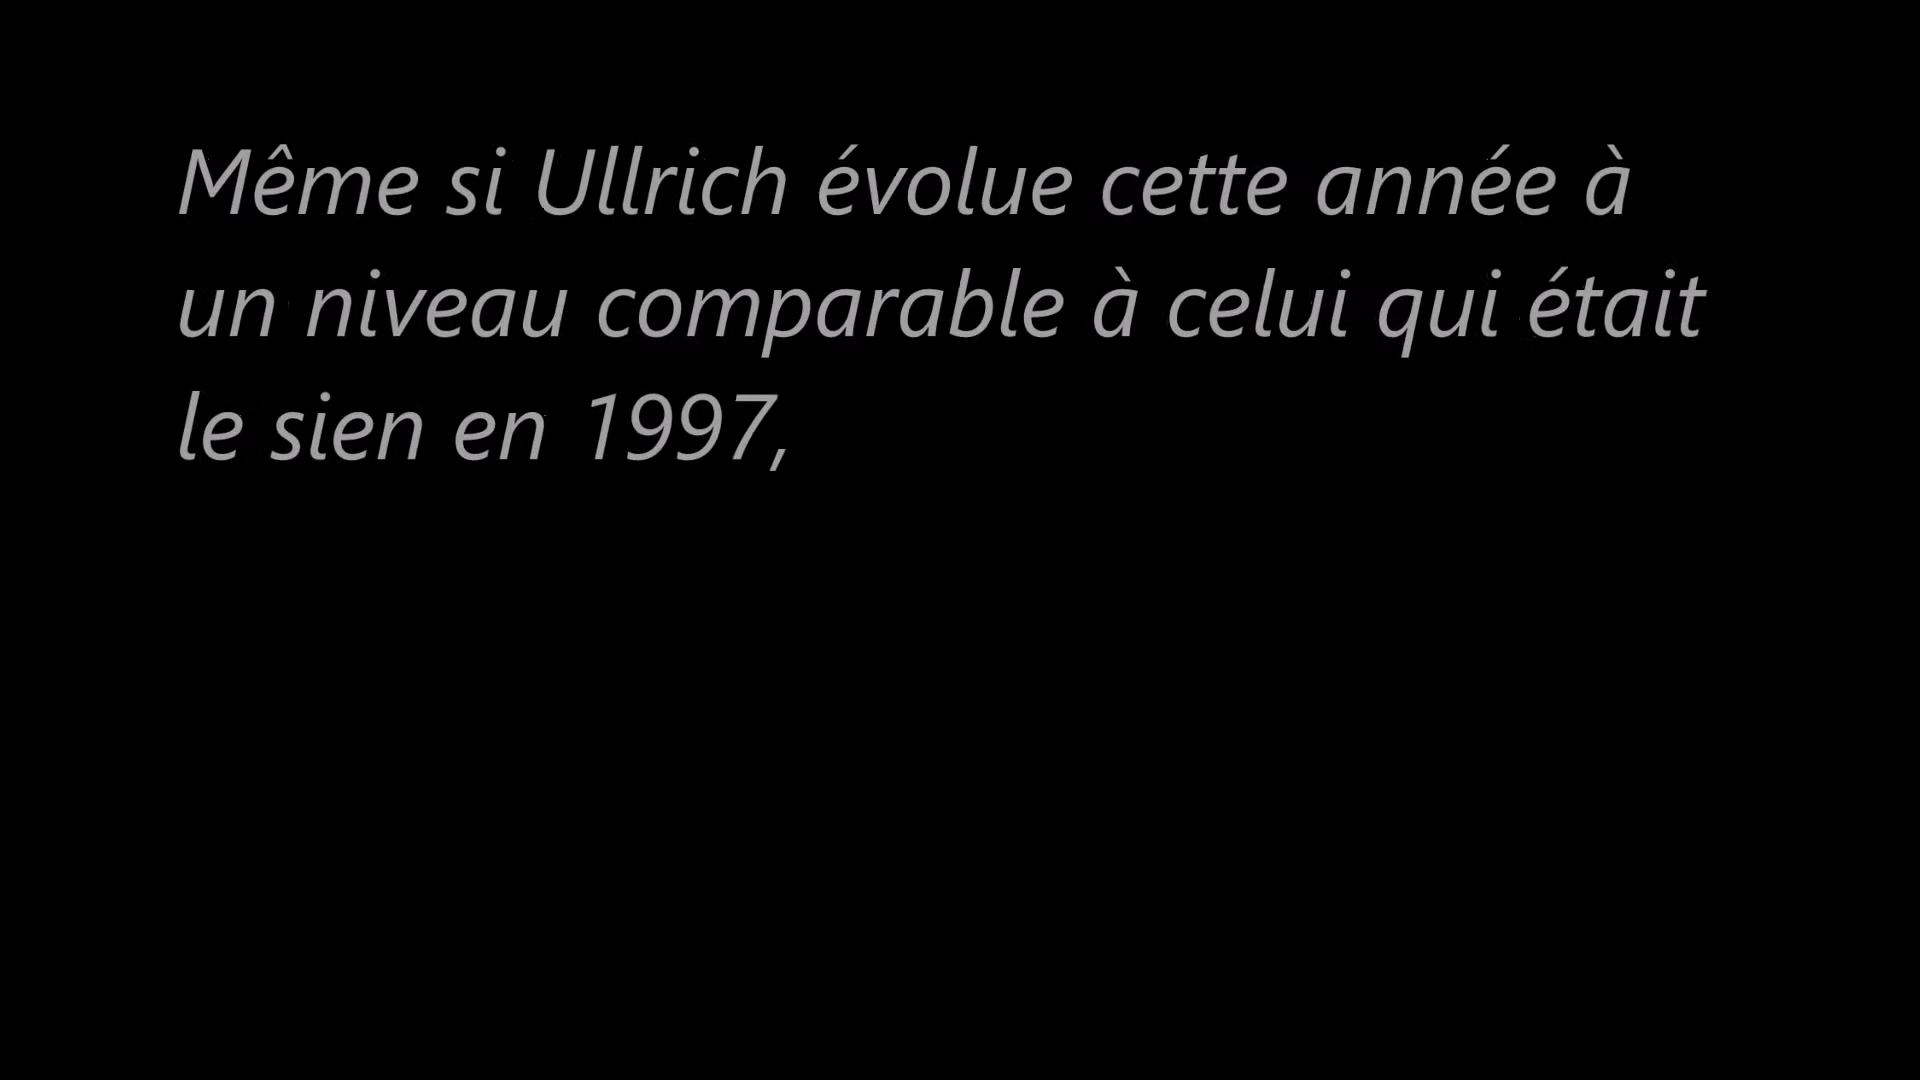 Même si Ullrich évolue cette année à
un niveau comparable à celui qui était
le sien en 1997,